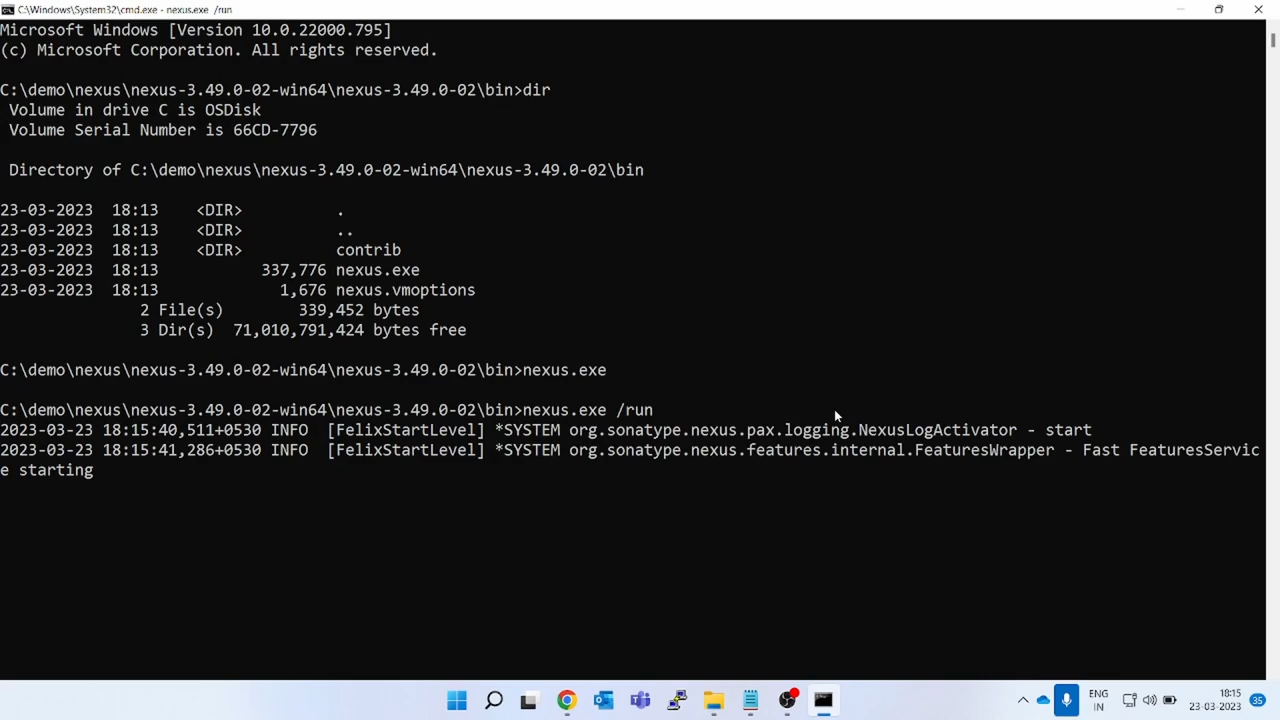 C:\Windows\System32\cmd.exe - nexus.exe /run
Microsoft Windows [Version 10.0.22000.795]
(c) Microsoft Corporation. All rights reserved.
C:\demo\nexus\nexus-3.49.0-02-win64\nexus-3.49.0-02\bin>dir
Volume in drive C is OSDisk
Volume Serial Number is 66CD-7796
Directory of C:\demo\nexus\nexus-3.49.0-02-win64\nexus-3.49.0-02\bin
23-03-2023 18:13 <DIR> .
23-03-2023 18:13 <DIR> ..
23-03-2023 18:13 <DIR> contrib
23-03-2023 18:13 337,776 nexus.exe
23-03-2023 18:13 1,676 nexus.vmoptions
2 File(s) 339,452 bytes
3 Dir(s) 71,010,791,424 bytes free
C:\demo\nexus\nexus-3.49.0-02-win64\nexus-3.49.0-02\bin>nexus.exe
C:\demo\nexus\nexus-3.49.0-02-win64\nexus-3.49.0-02\bin>nexus.exe /run
2023-03-23 18:15:40,511+0530 INFO [FelixStartLevel] *SYSTEM org.sonatype.nexus.pax.logging.NexusLogActivator - start
2023-03-23 18:15:41,286+0530 INFO [FelixStartLevel] *SYSTEM org.sonatype.nexus.features.internal.FeaturesWrapper - Fast FeaturesServic
e starting
ENG
IN
18:15
23-03-2023
35